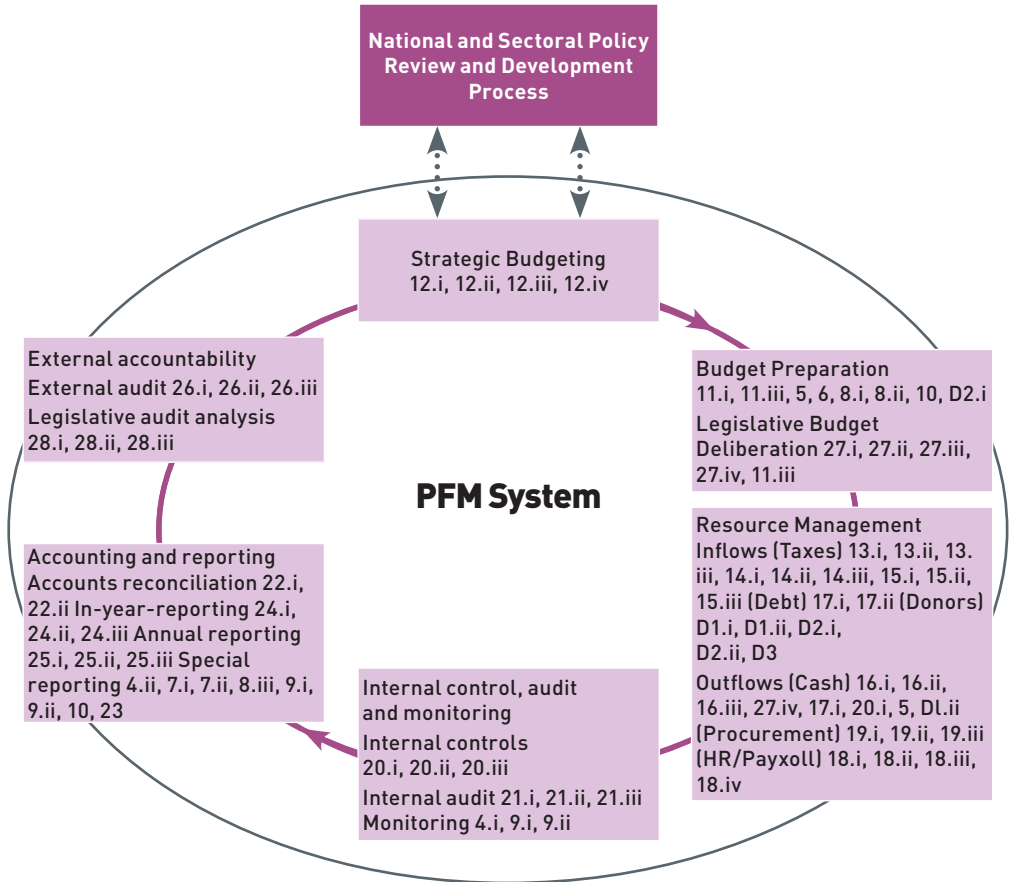 National and Sectoral Policy
Review and Development
Process
Strategic Budgeting
12.i, 12.ii, 12.iii, 12.iv
External accountability
External audit 26.i, 26.ii, 26.iii
Legislative audit analysis
28.i, 28.ii, 28.iii
Budget Preparation
11.i, 11.iii, 5, 6, 8.i, 8.ii, 10, D2.i
Legislative Budget
Deliberation 27.i, 27.ii, 27.iii,
27.iv, 11.iii
PFM System
Resource Management
Inflows (Taxes) 13.i, 13.ii, 13.
iii, 14.i, 14.ii, 14.iii, 15.i, 15.ii,
15.iii (Debt) 17.i, 17.ii (Donors)
D1.i, D1.ii, D2.i,
D2.ii, D3
Outflows (Cash) 16.i, 16.ii,
16.iii, 27.iv, 17.i, 20.i, 5, Dl.ii
(Procurement) 19.i, 19.ii, 19.iii
(HR/Payxoll) 18.i, 18.ii, 18.iii,
18.iv
Accounting and reporting
Accounts reconciliation 22.i,
22.ii In-year-reporting 24.i,
24.ii, 24.iii Annual reporting
25.i, 25.ii, 25.iii Special
reporting 4.ii, 7.i, 7.ii, 8.iii, 9.i,
9.ii, 10, 23
Internal control, audit
and monitoring
Internal controls
20.i, 20.ii, 20.iii
Internal audit 21.i, 21.ii, 21.iii
Monitoring 4.i, 9.i, 9.ii